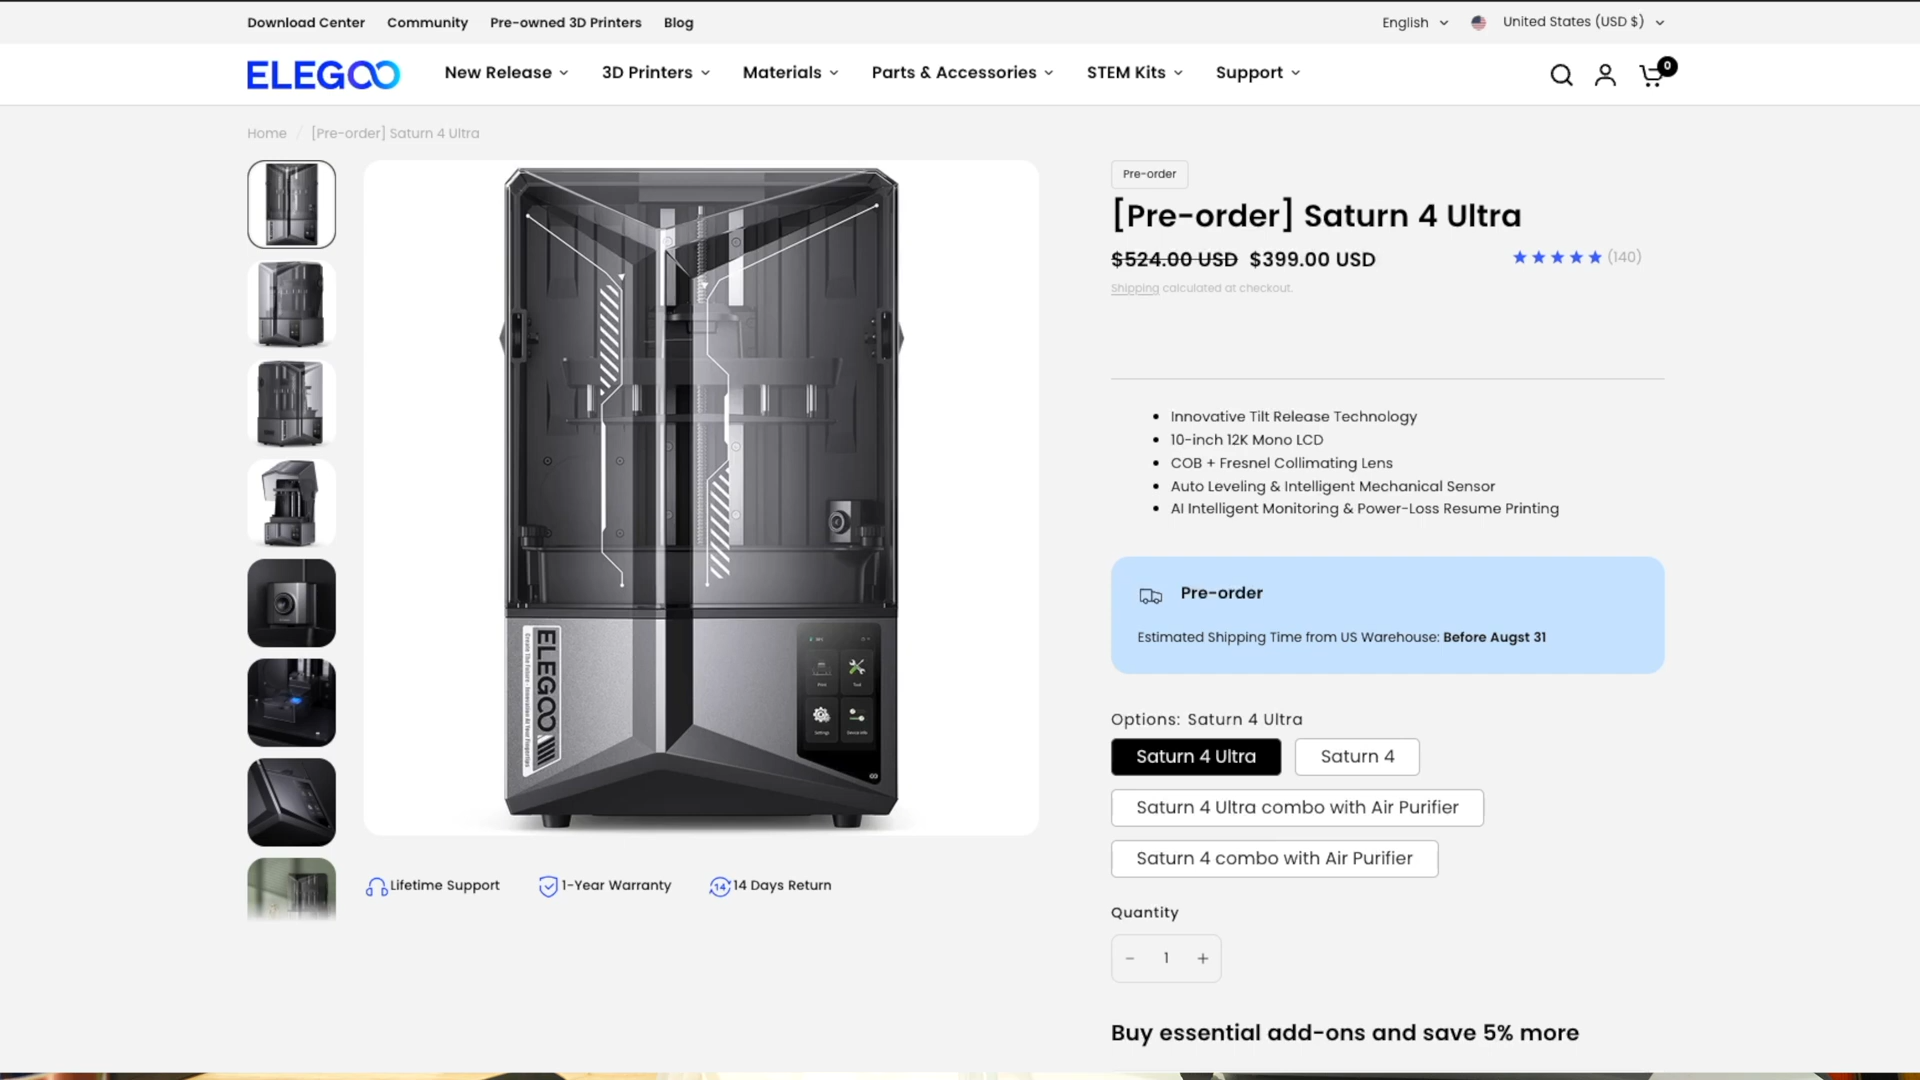 Download Center Community Pre-owned 3D Printers Blog English United States (USD $)
ELEGOO New Release 3D Printers Materials Parts & Accessories STEM Kits Support 0
Home / [Pre-order] Saturn 4 Ultra
Pre-order
[Pre-order] Saturn 4 Ultra
$524.00 USD $399.00 USD (140)
Shipping calculated at checkout.
Innovative Tilt Release Technology
10-inch 12K Mono LCD
COB + Fresnel Collimating Lens
Auto Leveling & Intelligent Mechanical Sensor
AI Intelligent Monitoring & Power-Loss Resume Printing
Pre-order
Estimated Shipping Time from US Warehouse: Before Augst 31
ELEGOO
Print Tool
Settings Device Info
Options: Saturn 4 Ultra
Saturn 4 Ultra Saturn 4
Saturn 4 Ultra combo with Air Purifier
Saturn 4 combo with Air Purifier
Lifetime Support 1-Year Warranty 14 14 Days Return
Quantity
− 1 +
Buy essential add-ons and save 5% more